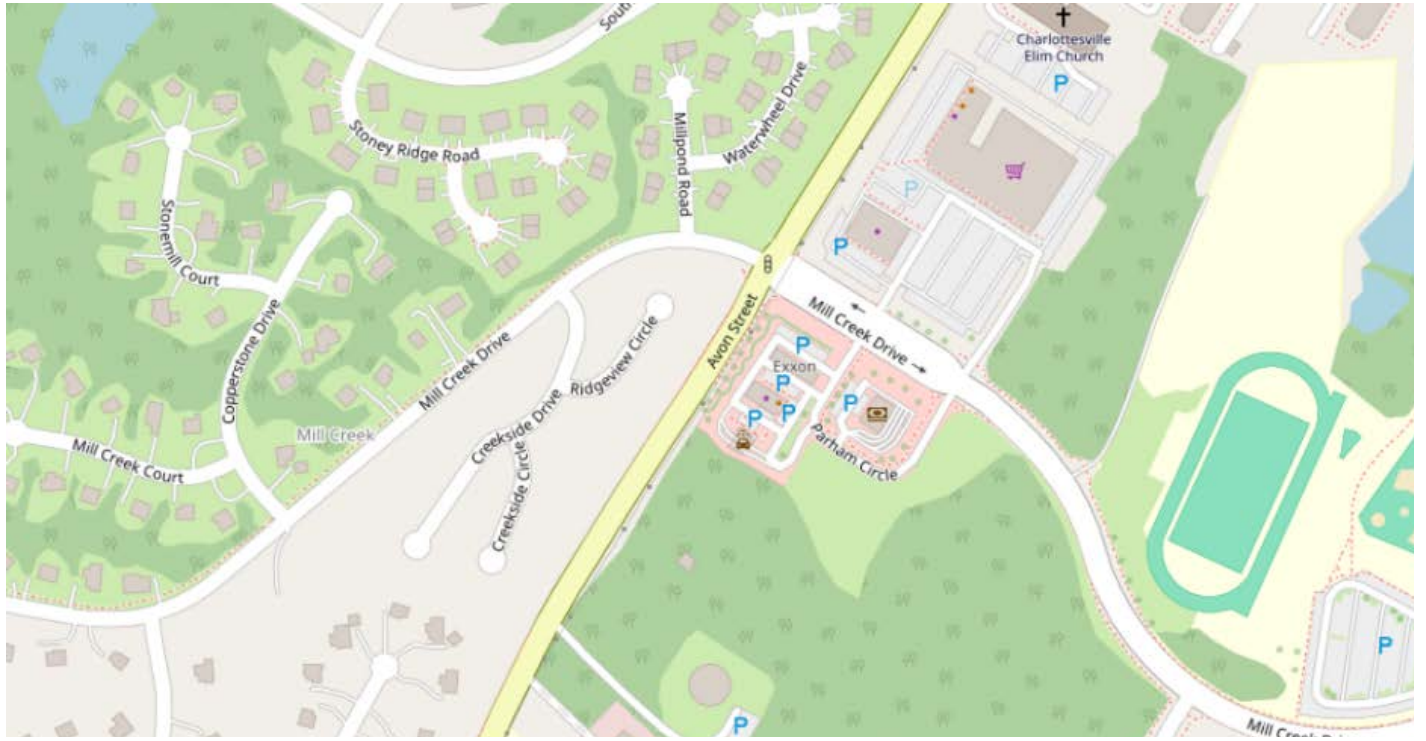 South
Charlottesville
Elim Church
P
Waterwheel Drive
Millpond Road
Stoney Ridge Road
P
Stonemill Court
P
Mill Creek Drive
Copperstone Drive
Mill Creek Drive
Ridgeview Circle
Avon Street
P
Exxon
P
P
P
P
Creekside Drive
Mill Creek
Parham Circle
Mill Creek Court
Creekside Circle
P
P
Mill Creek